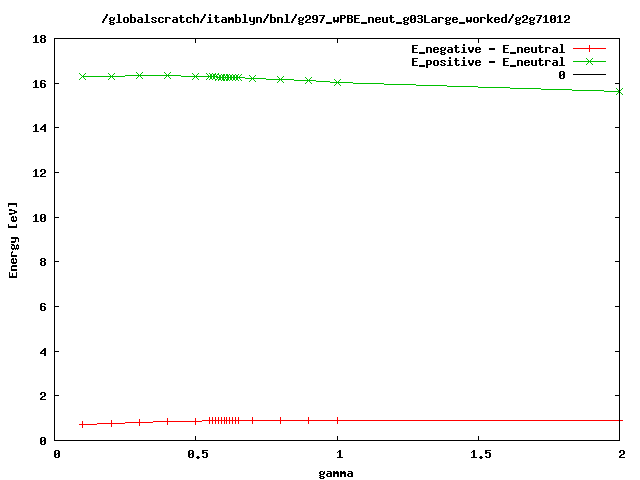 /globalscratch/itamblyn/bnl/g297_wPBE_neut_g03Large_worked/g2g71012
E_negative - E_neutral
E_positive - E_neutral
0
18
16
14
12
10
8
6
4
2
0
Energy [eV]
0 0.5 1 1.5 2
gamma